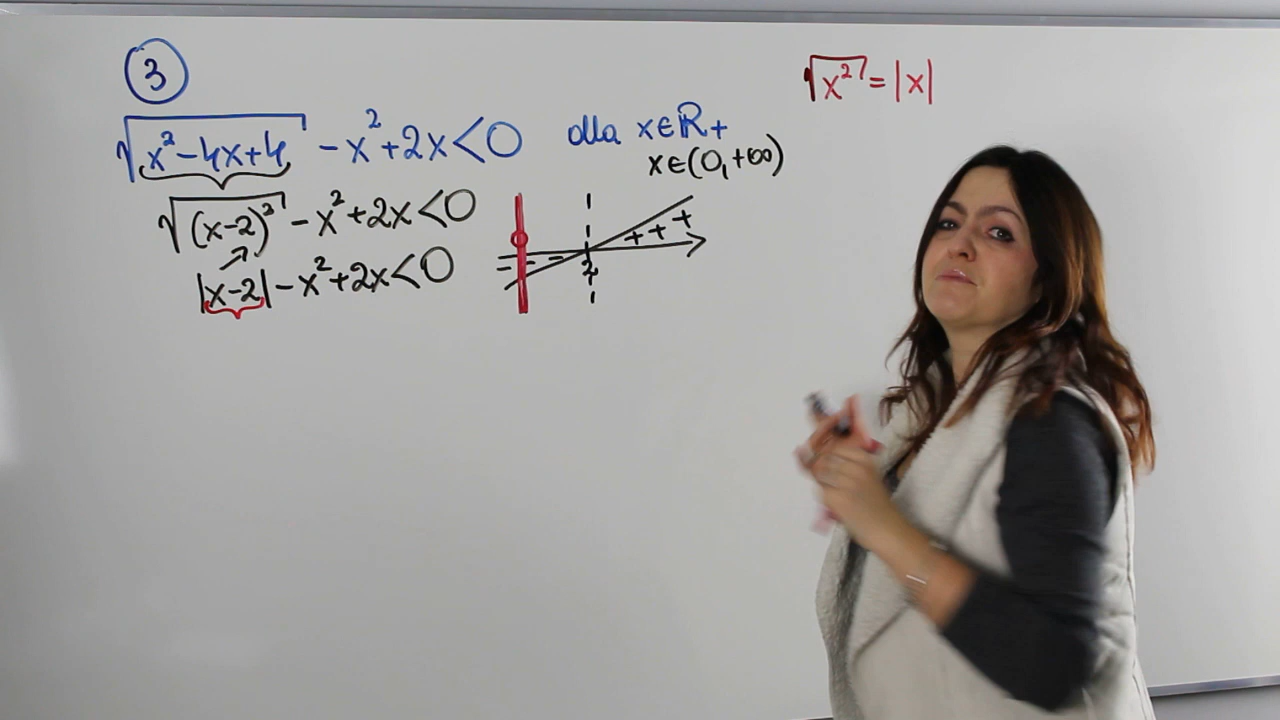 3
√x² = |x|
√(x² - 4x + 4) - x² + 2x < 0 dla x ∈ ℝ+
x ∈ (0, +∞)
√(x-2)² - x² + 2x < 0
|x-2| - x² + 2x < 0
- - - + + +
2